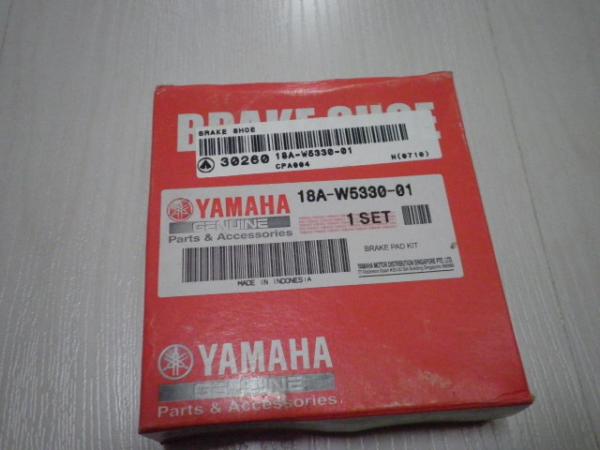 BRAKE SHOE
BRAKE SHOE
30260 18A-W5330-01
CPA004 N(0710)
YAMAHA 18A-W5330-01
GENUINE 1 SET
Parts & Accessories
BRAKE PAD KIT
MADE IN INDONESIA
YAMAHA MOTOR DISTRIBUTION SINGAPORE PTE. LTD.
YAMAHA
GENUINE
Parts & Accessories